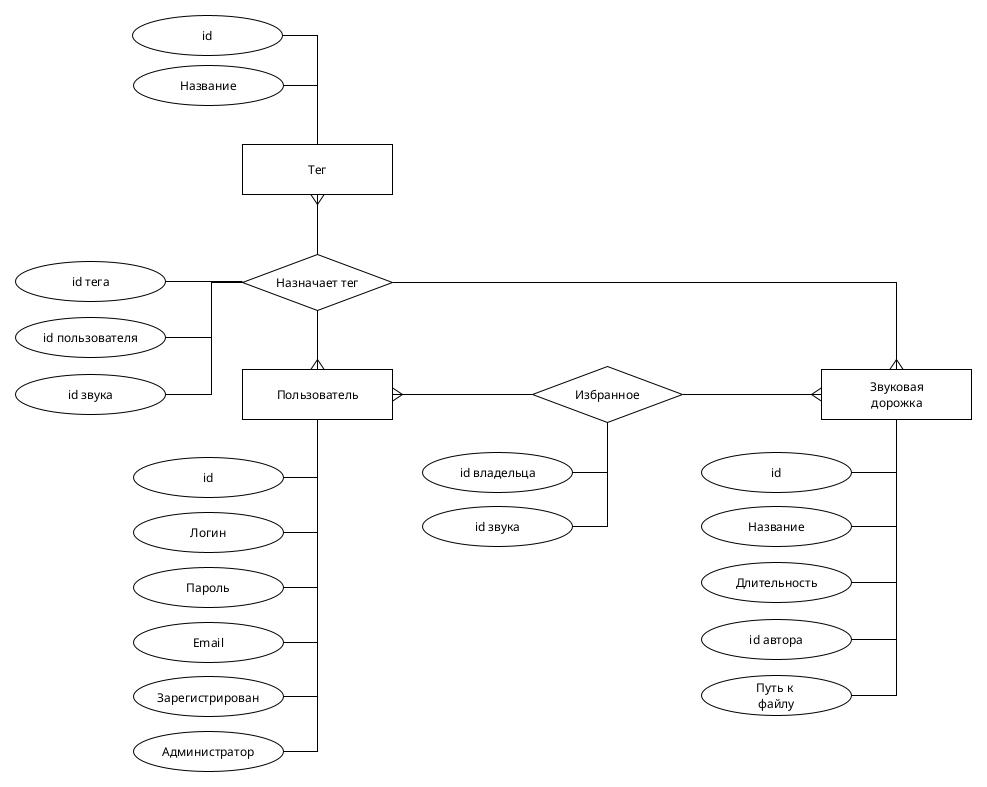 id
Название
Тег
id тега
Назначает тег
id пользователя
id звука
Пользователь
Избранное
Звуковая
дорожка
id
Логин
Пароль
Email
Зарегистрирован
Администратор
id владельца
id звука
id
Название
Длительность
id автора
Путь к
файлу